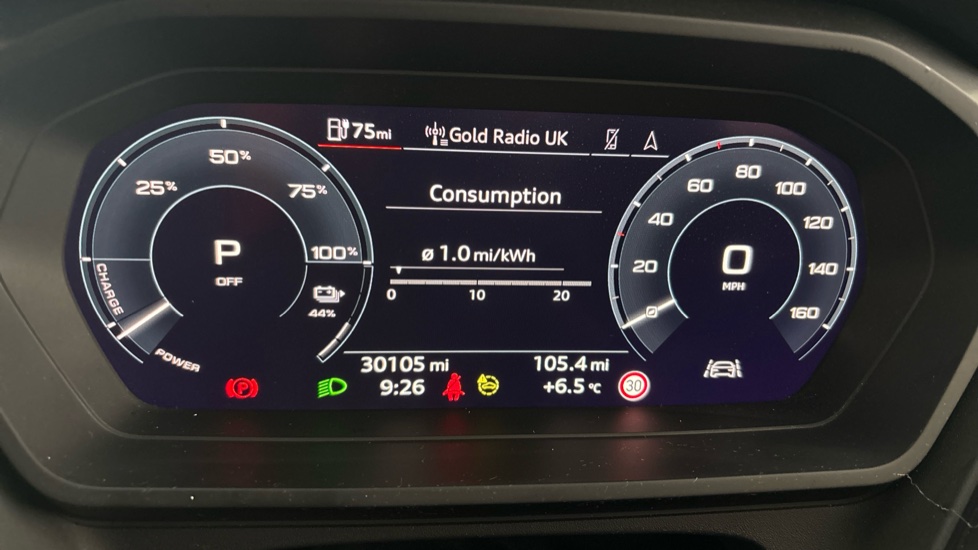 75mi Gold Radio UK
50%
25% 75%
100%
CHARGE
POWER
P
OFF
44%
Consumption
ø 1.0 mi/kWh
0 10 20
30105 mi 105.4 mi
9:26 +6.5 °C
30
80
60 100
40 120
20 140
0 160
0
MPH
P